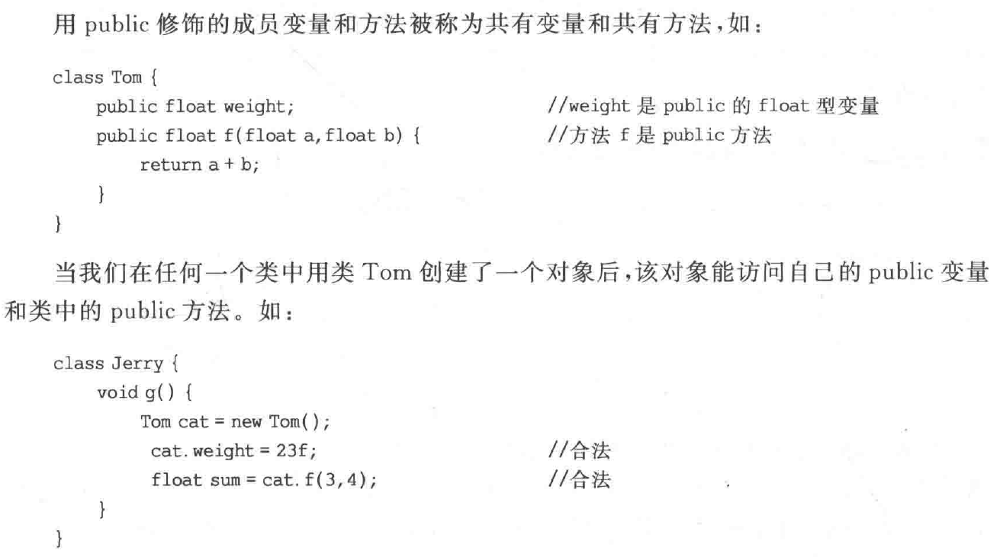 用 public 修饰的成员变量和方法被称为共有变量和共有方法,如:
class Tom {
public float weight; //weight 是 public 的 float 型变量
public float f(float a,float b) { //方法 f 是 public 方法
return a + b;
}
}
当我们在任何一个类中用类 Tom 创建了一个对象后,该对象能访问自己的 public 变量
和类中的 public 方法。如:
class Jerry {
void g() {
Tom cat = new Tom();
cat.weight = 23f; //合法
float sum = cat.f(3,4); //合法
}
}